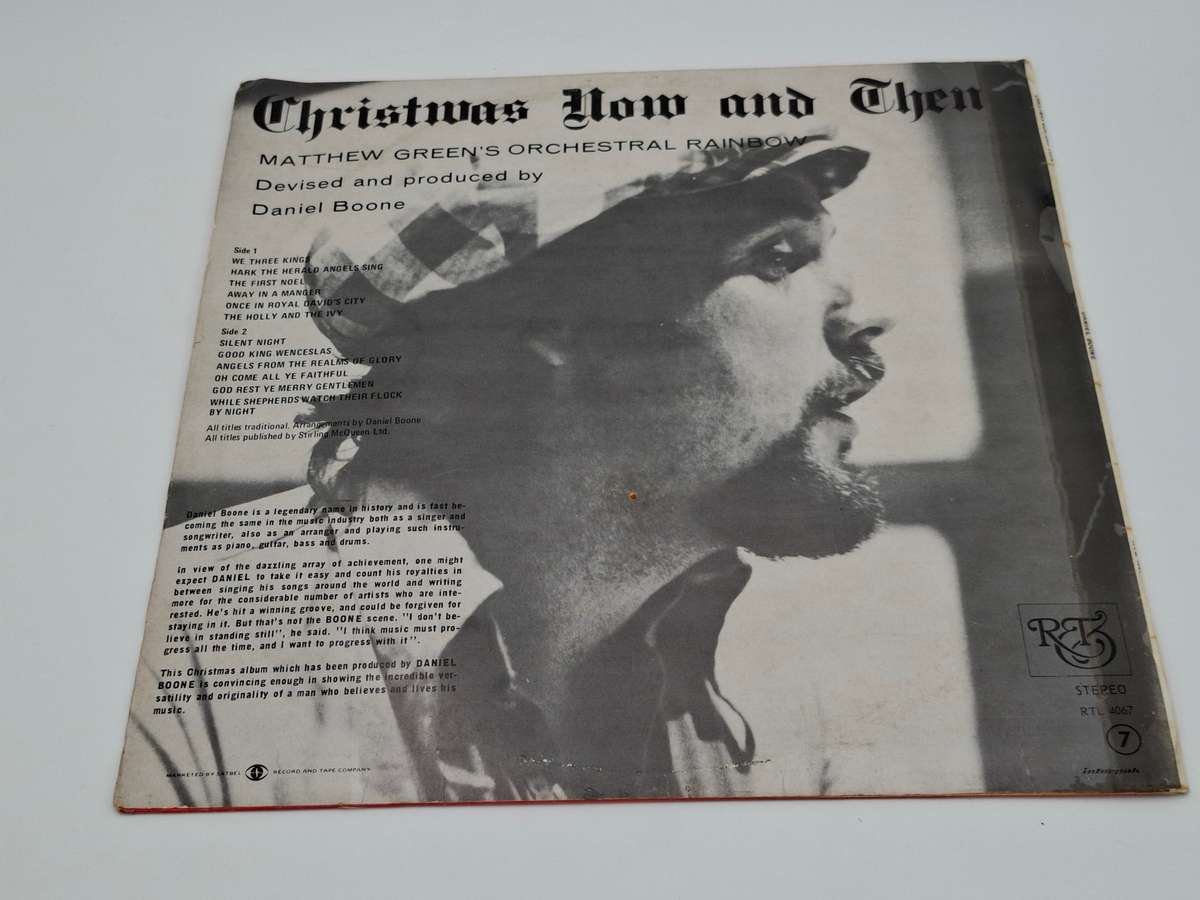 Christmas Now and Then
MATTHEW GREEN'S ORCHESTRAL RAINBOW
Devised and produced by
Daniel Boone
Side 1
WE THREE KINGS
HARK THE HERALD ANGELS SING
THE FIRST NOEL
AWAY IN A MANGER
ONCE IN ROYAL DAVID'S CITY
THE HOLLY AND THE IVY
Side 2
SILENT NIGHT
GOOD KING WENCESLAS
ANGELS FROM THE REALMS OF GLORY
OH COME ALL YE FAITHFUL
GOD REST YE MERRY GENTLEMEN
WHILE SHEPHERDS WATCH THEIR FLOCK
BY NIGHT
All titles traditional. Arrangements by Daniel Boone
All titles published by Stirling McQueen Ltd.
Daniel Boone is a legendary name in history and is fast be-
coming the same in the music industry both as a singer and
songwriter, also as an arranger and playing such instru-
ments as piano, guitar, bass and drums.
In view of the dazzling array of achievement, one might
expect DANIEL to take it easy and count his royalties in
between singing his songs around the world and writing
more for the considerable number of artists who are inte-
rested. He's hit a winning groove, and could be forgiven for
staying in it. But that's not the BOONE scene. "I don't be-
lieve in standing still", he said. "I think music must pro-
gress all the time, and I want to progress with it".
This Christmas album which has been produced by DANIEL
BOONE is convincing enough in showing the incredible ver-
satility and originality of a man who believes and lives his
music.
MARKETED BY SATBEL RECORD AND TAPE COMPANY
STEREO
RTL 4067
7